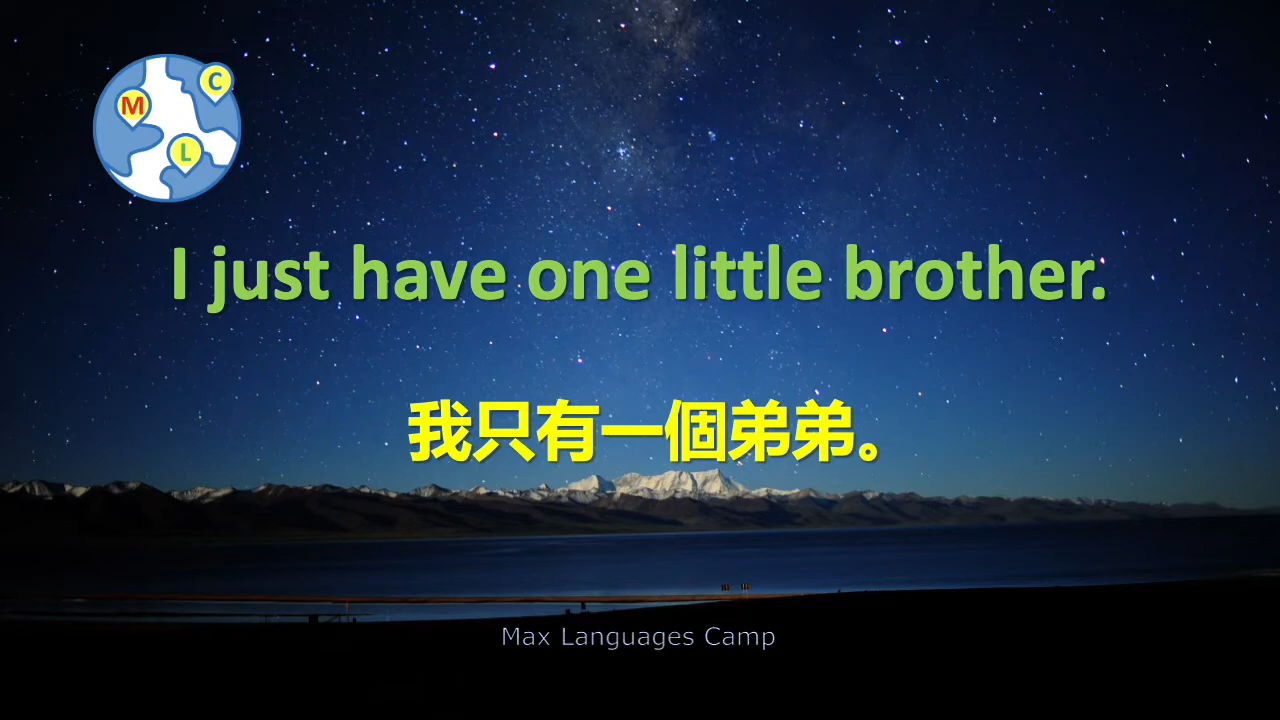 M
C
L
I just have one little brother.
我只有一個弟弟。
Max Languages Camp